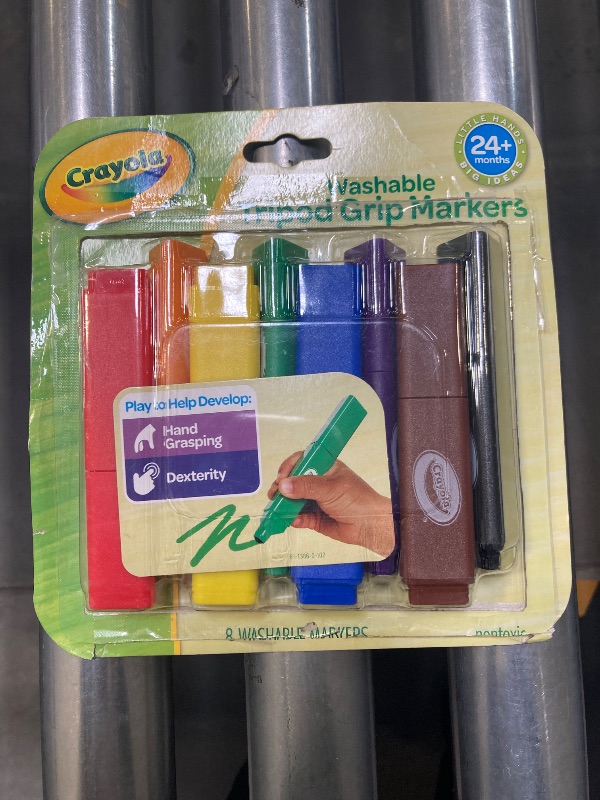 Crayola
LITTLE HANDS
24+
months
BIG IDEAS
Washable
Tripod Grip Markers
Play to Help Develop:
Hand
Grasping
Dexterity
Crayola
8 WASHABLE MARKERS
nontoxic